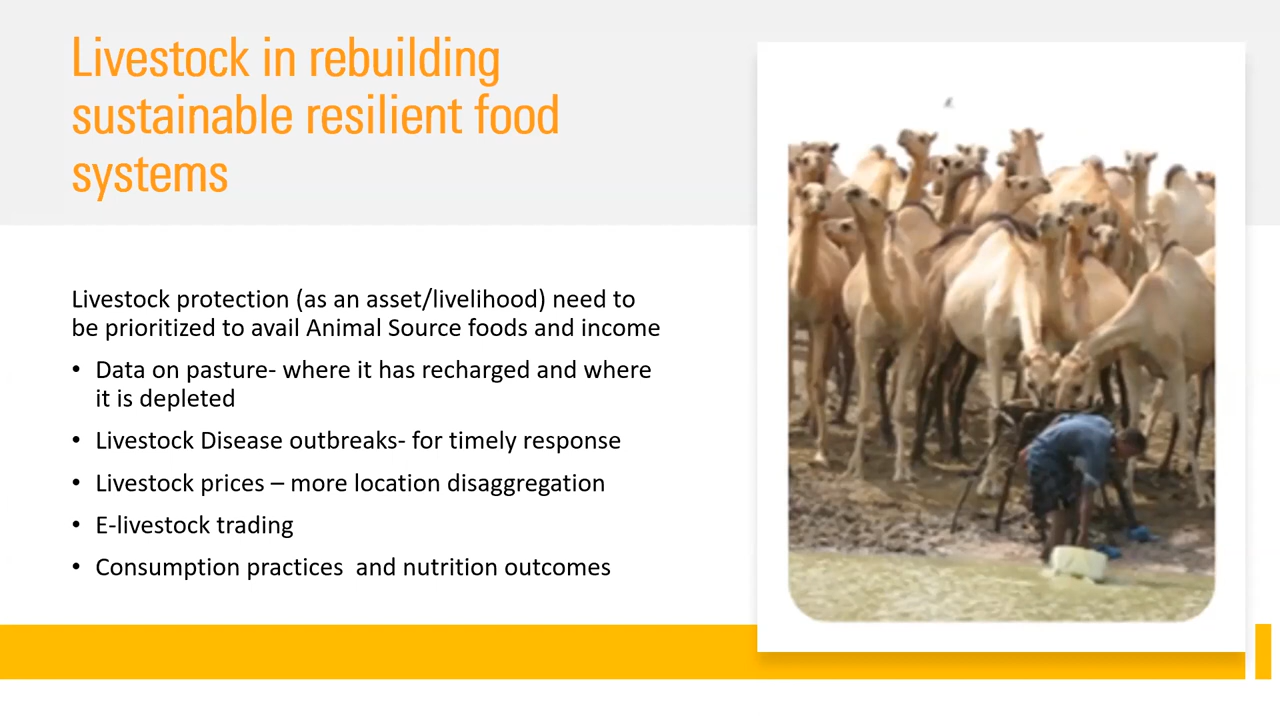 Livestock in rebuilding
sustainable resilient food
systems
Livestock protection (as an asset/livelihood) need to
be prioritized to avail Animal Source foods and income
• Data on pasture- where it has recharged and where
it is depleted
• Livestock Disease outbreaks- for timely response
• Livestock prices – more location disaggregation
• E-livestock trading
• Consumption practices  and nutrition outcomes